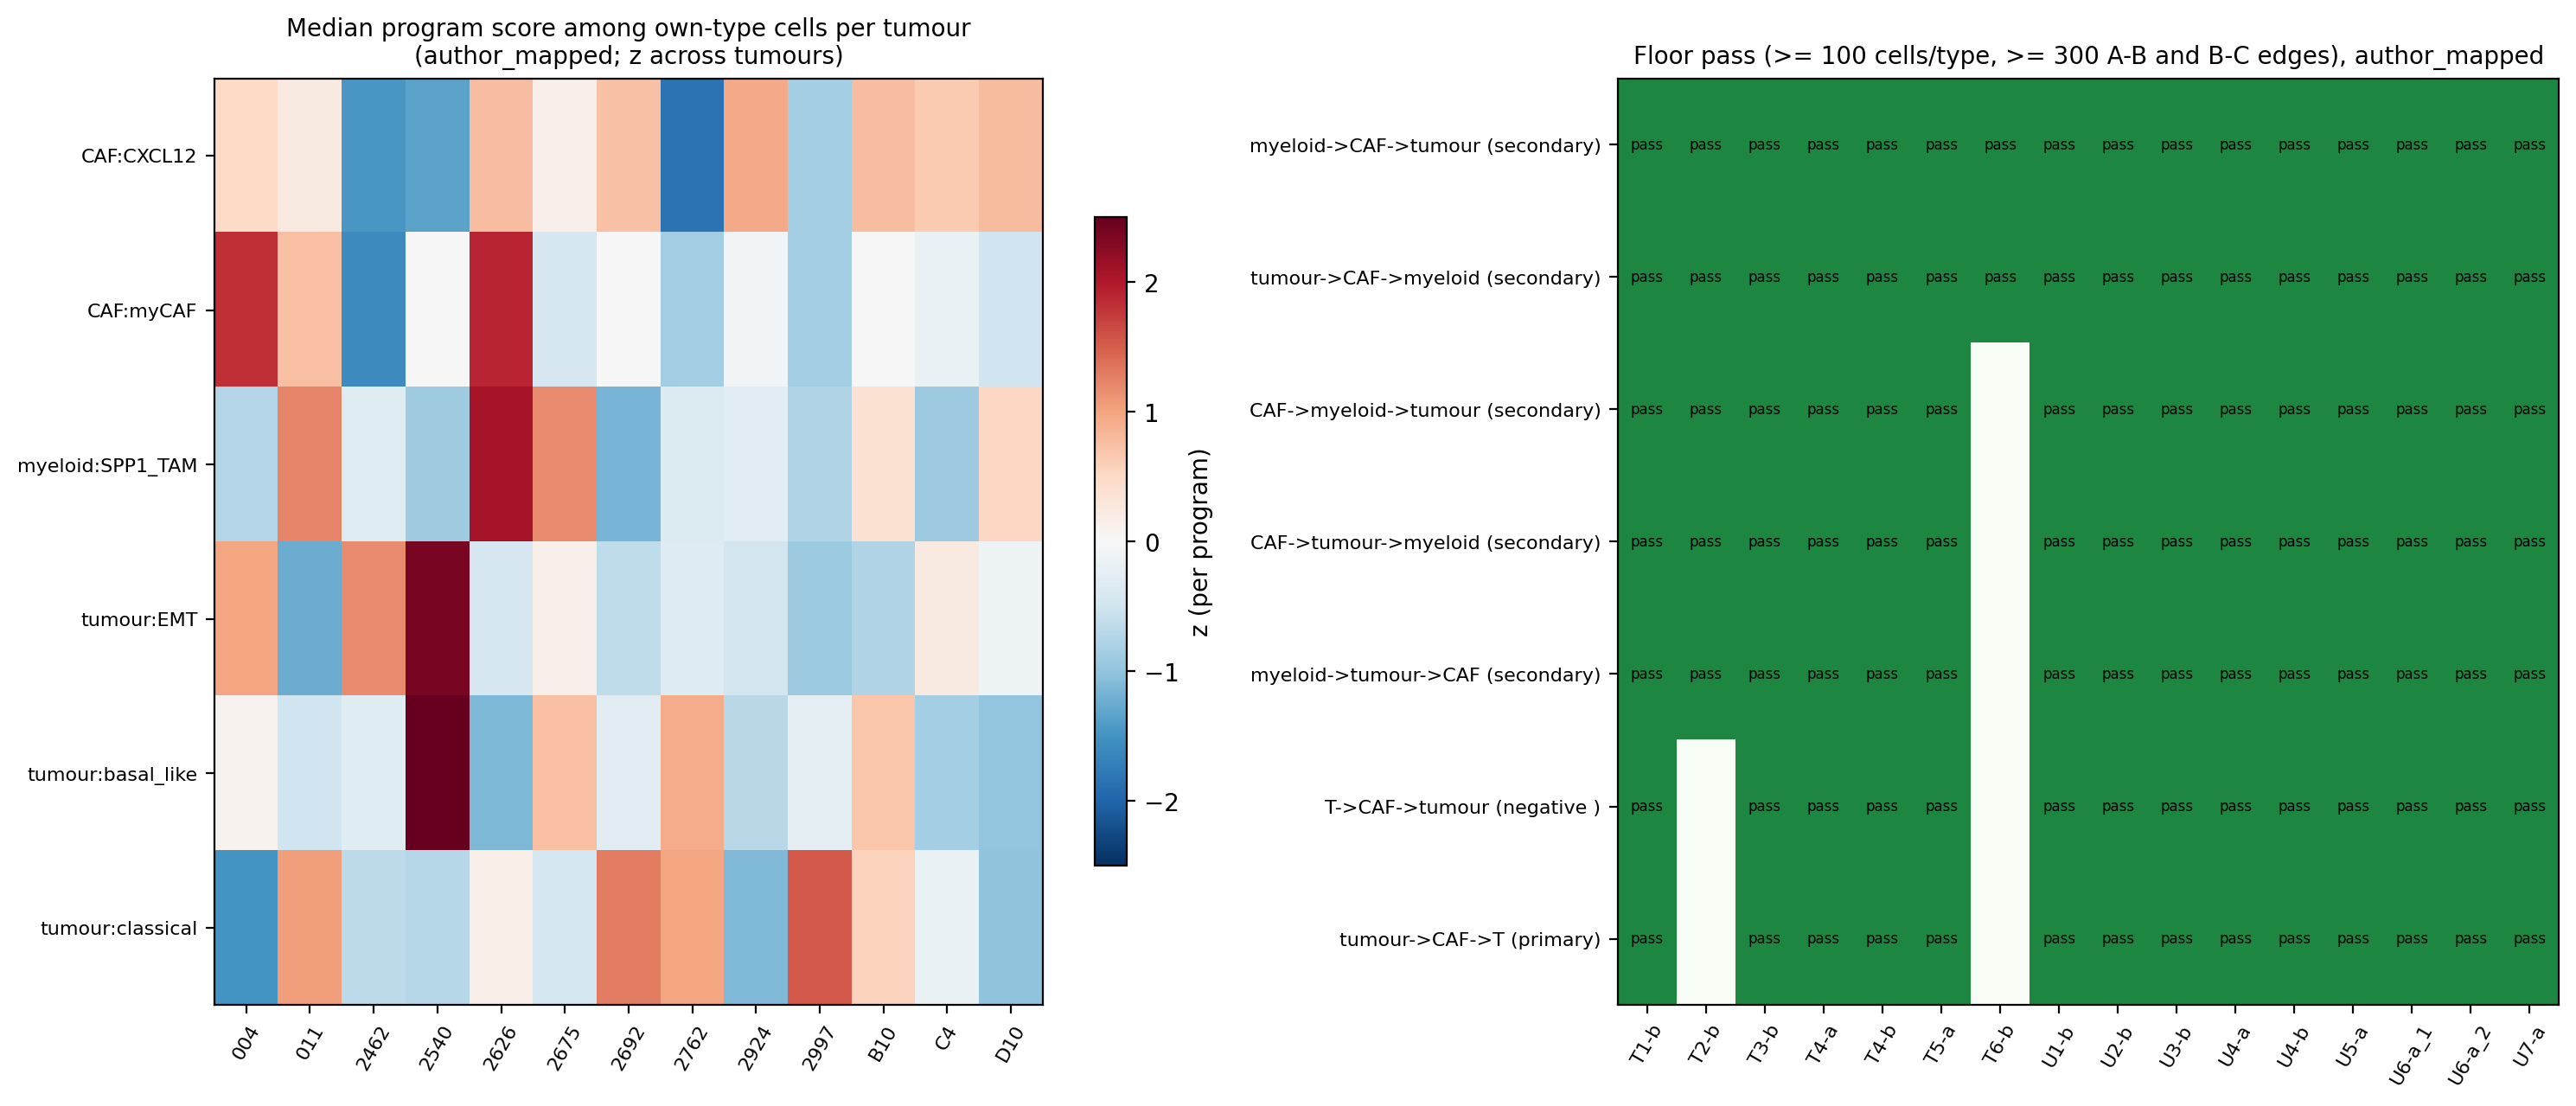 Median program score among own-type cells per tumour
(author_mapped; z across tumours)
CAF:CXCL12
CAF:myCAF
myeloid:SPP1_TAM
tumour:EMT
tumour:basal_like
tumour:classical
004 011 2462 2540 2626 2675 2692 2762 2924 2997 B10 C4 D10
2
1
0
−1
−2
z (per program)
Floor pass (>= 100 cells/type, >= 300 A-B and B-C edges), author_mapped
myeloid->CAF->tumour (secondary) pass pass pass pass pass pass pass pass pass pass pass pass pass pass pass pass
tumour->CAF->myeloid (secondary) pass pass pass pass pass pass pass pass pass pass pass pass pass pass pass pass
CAF->myeloid->tumour (secondary) pass pass pass pass pass pass pass pass pass pass pass pass pass pass pass
CAF->tumour->myeloid (secondary) pass pass pass pass pass pass pass pass pass pass pass pass pass pass pass
myeloid->tumour->CAF (secondary) pass pass pass pass pass pass pass pass pass pass pass pass pass pass pass
T->CAF->tumour (negative ) pass pass pass pass pass pass pass pass pass pass pass pass pass pass
tumour->CAF->T (primary) pass pass pass pass pass pass pass pass pass pass pass pass pass pass
T1-b T2-b T3-b T4-a T4-b T5-a T6-b U1-b U2-b U3-b U4-a U4-b U5-a U6-a_1 U6-a_2 U7-a